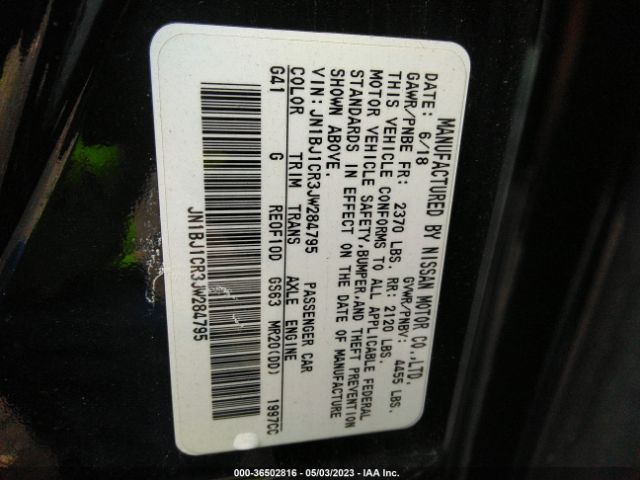 MANUFACTURED BY NISSAN MOTOR CO.,LTD.
DATE: 6/18 GVWR/PNBV: 4455 LBS.
GAWR/PNBE FR: 2370 LBS. RR: 2120 LBS.
THIS VEHICLE CONFORMS TO ALL APPLICABLE FEDERAL
MOTOR VEHICLE SAFETY,BUMPER,AND THEFT PREVENTION
STANDARDS IN EFFECT ON THE DATE OF MANUFACTURE
SHOWN ABOVE.
VIN: JN1BJ1CR3JW284795 PASSENGER CAR
COLOR TRIM TRANS AXLE ENGINE
G41 G REOF10D GS63 MR20(DD) 1997CC
JN1BJ1CR3JW284795
000-36502816 - 05/03/2023 - IAA Inc.